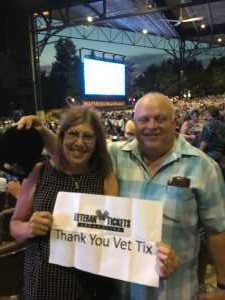 VETERAN TICKETS
FOUNDATION
Thank You Vet Tix